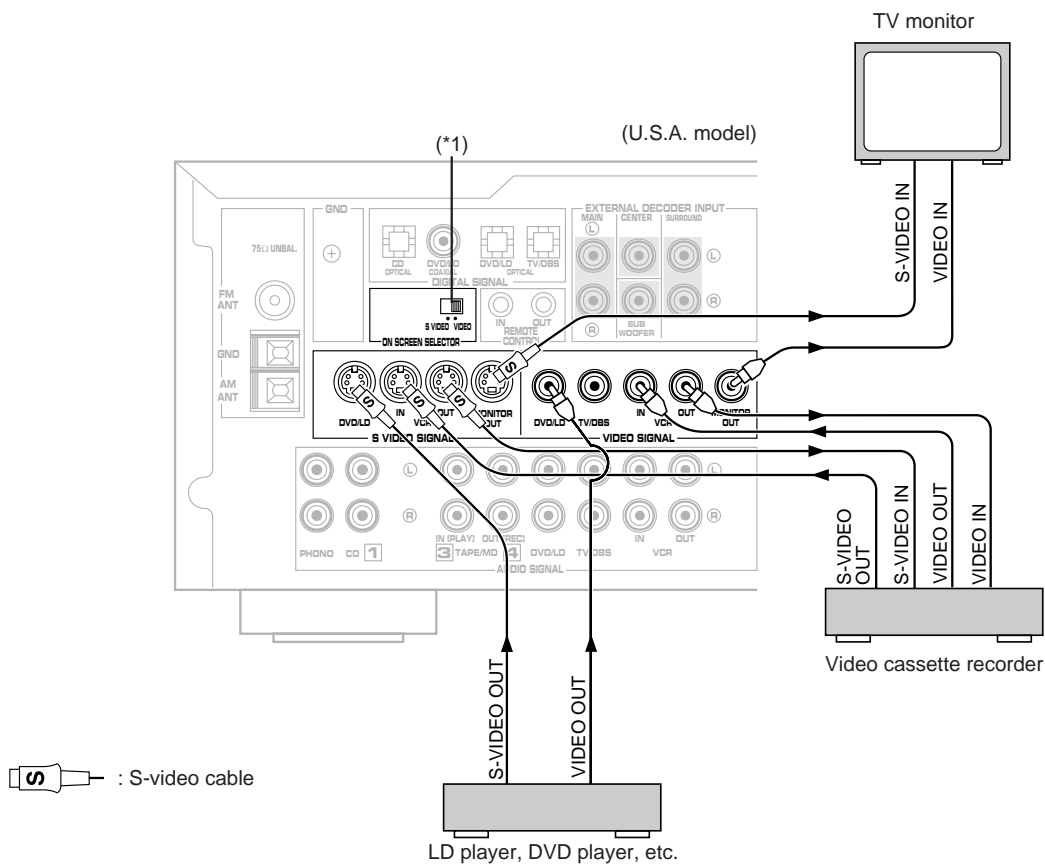 TV monitor
(U.S.A. model)
(*1)
S-VIDEO IN
VIDEO IN
GND
75Ω UNBAL.
FM
ANT
GND
AM
ANT
CD
OPTICAL
DVD/LD
COAXIAL
DVD/LD
TV/DBS
OPTICAL
DIGITAL SIGNAL
EXTERNAL DECODER INPUT
MAIN
CENTER
SURROUND
L
L
R
R
SUB
WOOFER
S VIDEO
VIDEO
ON SCREEN SELECTOR
IN
OUT
REMOTE
CONTROL
S
S
S
S
DVD/LD
IN
VCR
OUT
MONITOR
OUT
S VIDEO SIGNAL
DVD/LD
TV/DBS
IN
VCR
OUT
MONITOR
OUT
VIDEO SIGNAL
L
L
R
R
PHONO
CD
1
IN (PLAY)
OUT (REC)
3
TAPE/MD
4
DVD/LD
TV/DBS
IN
VCR
OUT
AUDIO SIGNAL
S-VIDEO
OUT
S-VIDEO IN
VIDEO OUT
VIDEO IN
Video cassette recorder
S-VIDEO OUT
VIDEO OUT
S
: S-video cable
LD player, DVD player, etc.